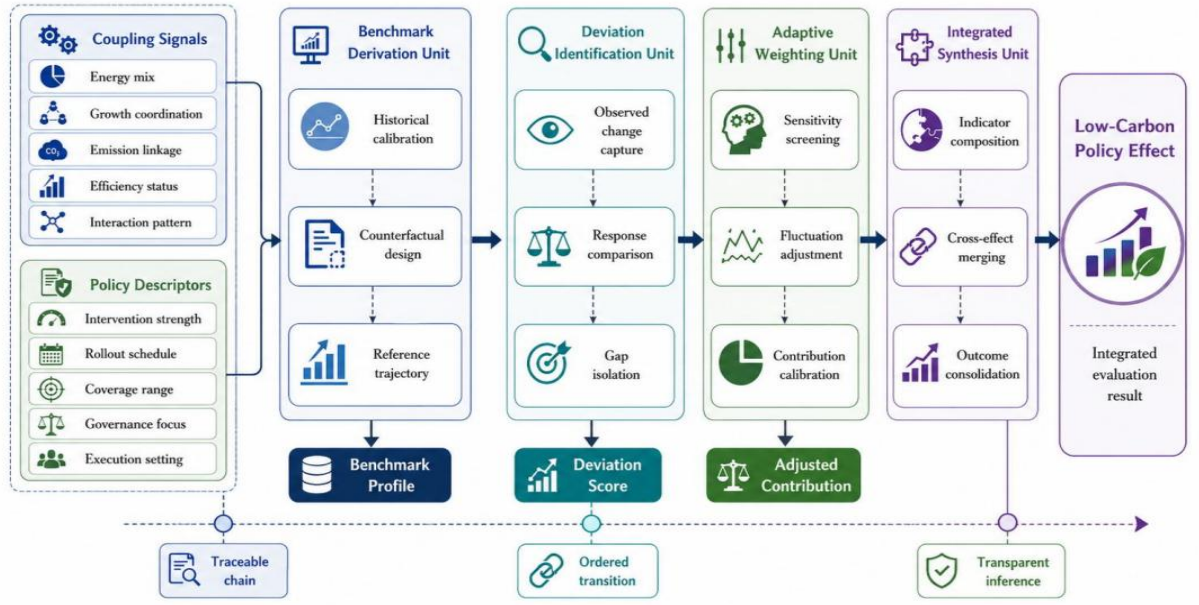 Coupling Signals
Energy mix
Growth coordination
CO₂
Emission linkage
Efficiency status
Interaction pattern
Policy Descriptors
Intervention strength
Rollout schedule
Coverage range
Governance focus
Execution setting
Benchmark
Derivation Unit
Historical
calibration
Counterfactual
design
Reference
trajectory
Benchmark
Profile
Deviation
Identification Unit
Observed
change
capture
Response
comparison
Gap
isolation
Deviation
Score
Adaptive
Weighting Unit
Sensitivity
screening
Fluctuation
adjustment
Contribution
calibration
Adjusted
Contribution
Integrated
Synthesis Unit
Indicator
composition
Cross-effect
merging
Outcome
consolidation
Low-Carbon
Policy Effect
Integrated
evaluation
result
Traceable
chain
Ordered
transition
Transparent
inference